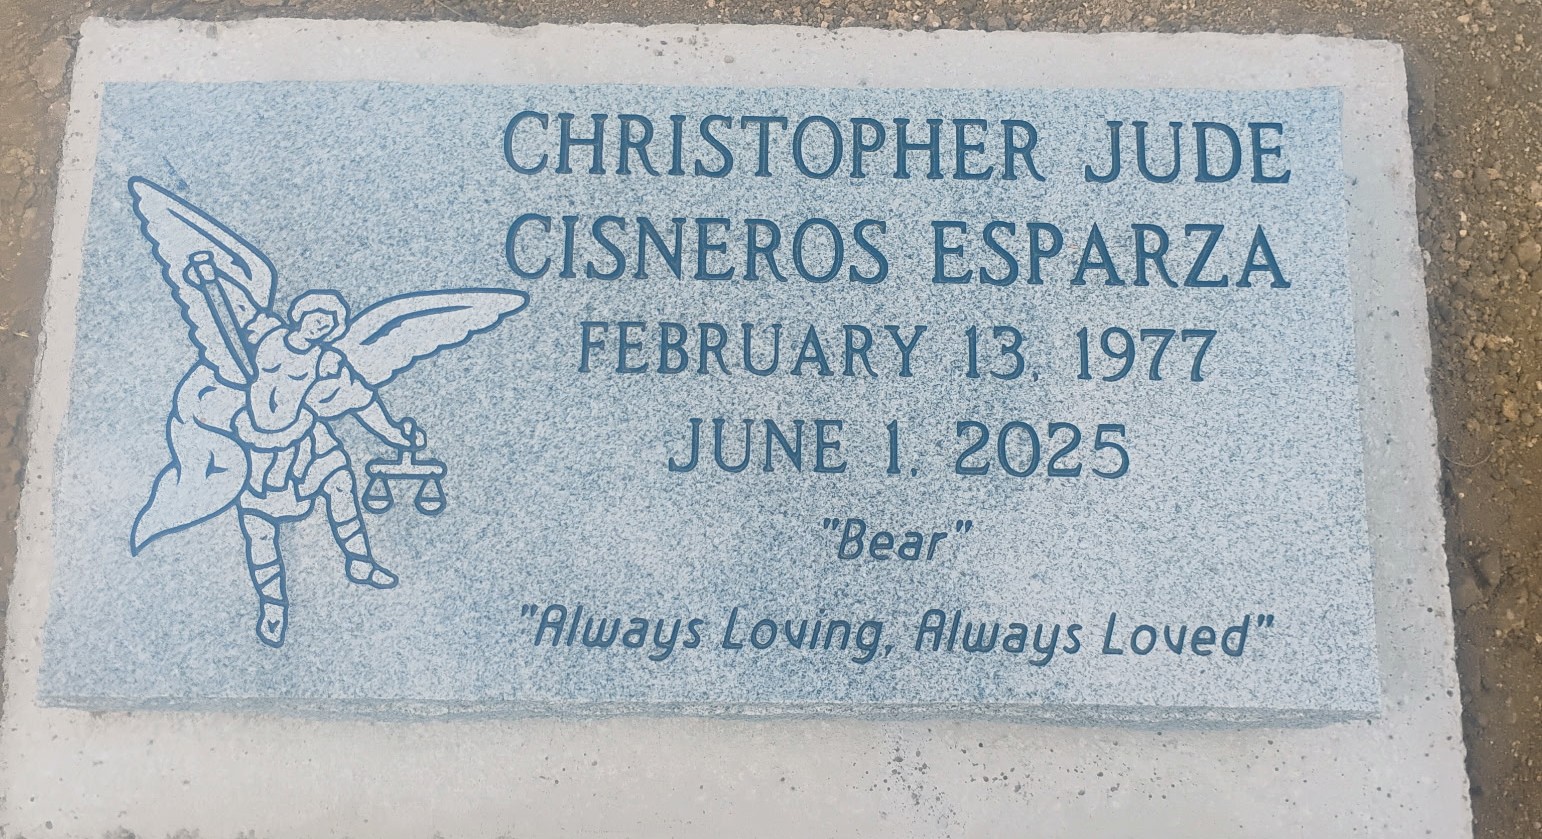 CHRISTOPHER JUDE
CISNEROS ESPARZA
FEBRUARY 13, 1977
JUNE 1, 2025
"Bear"
"Always Loving, Always Loved"